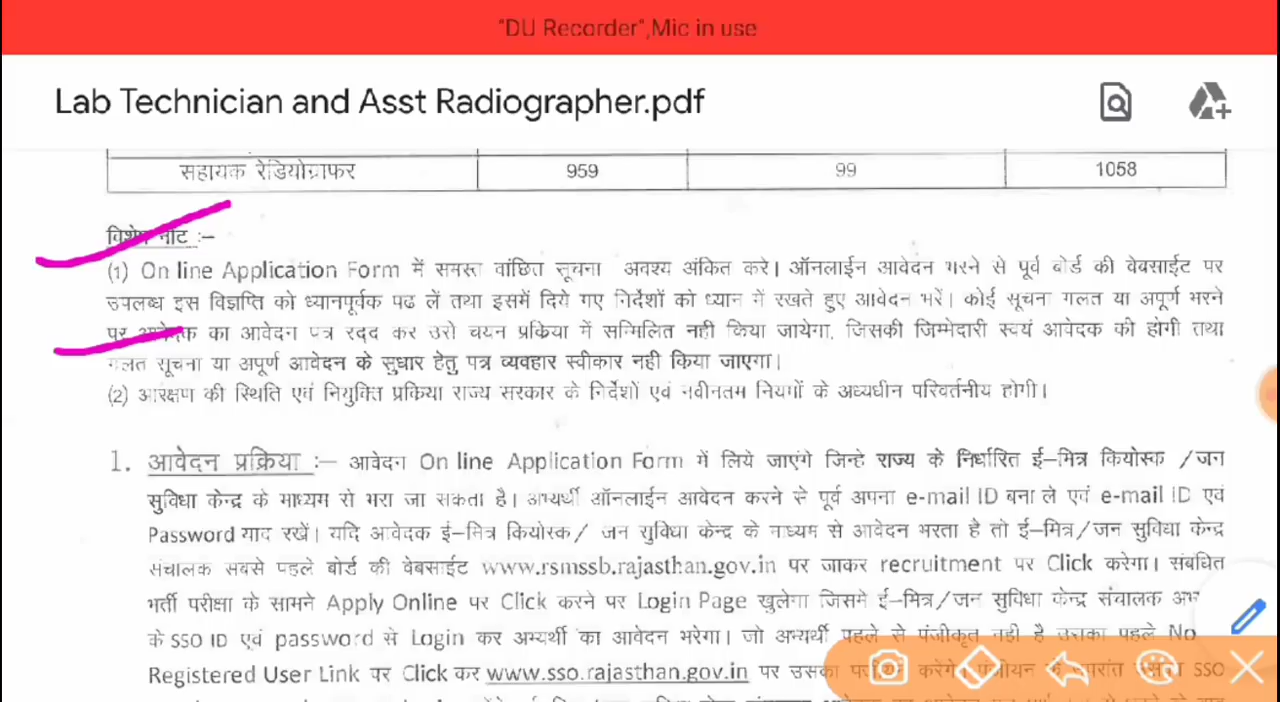 "DU Recorder",Mic in use
Lab Technician and Asst Radiographer.pdf
सहायक रेडियोग्राफर 959 99 1058
विशेष नोट :–
(1) On line Application Form में समस्त वांछित सूचना अवश्य अंकित करे। ऑनलाईन आवेदन भरने से पूर्व बोर्ड की वेबसाईट पर
उपलब्ध इस विज्ञप्ति को ध्यानपूर्वक पढ लें तथा इसमें दिये गए निर्देशों को ध्यान में रखते हुए आवेदन भरें। कोई सूचना गलत या अपूर्ण भरने
पर आवेदक का आवेदन पत्र रदद कर उसे चयन प्रकिया में सम्मिलित नही किया जायेगा, जिसकी जिम्मेदारी स्वयं आवेदक की होगी तथा
गलत सूचना या अपूर्ण आवेदन के सुधार हेतु पत्र व्यवहार स्वीकार नही किया जाएगा।
(2) आरक्षण की स्थिति एवं नियुक्ति प्रकिया राज्य सरकार के निर्देशों एवं नवीनतम नियमों के अध्यधीन परिवर्तनीय होगी।
1. आवेदन प्रक्रिया :– आवेदन On line Application Form में लिये जाएंगे जिन्हे राज्य के निर्धारित ई–मित्र कियोस्क /जन
सुविधा केन्द्र के माध्यम से भरा जा सकता है। अभ्यर्थी ऑनलाईन आवेदन करने से पूर्व अपना e-mail ID बना ले एवं e-mail ID एवं
Password याद रखें। यदि आवेदक ई–मित्र कियोस्क/ जन सुविधा केन्द्र के माध्यम से आवेदन भरता है तो ई–मित्र/जन सुविधा केन्द्र
संचालक सबसे पहले बोर्ड की वेबसाईट www.rsmssb.rajasthan.gov.in पर जाकर recruitment पर Click करेगा। संबधित
भर्ती परीक्षा के सामने Apply Online पर Click करने पर Login Page खुलेगा जिसमे ई–मित्र/जन सुविधा केन्द्र संचालक
के SSO ID एवं password से Login कर अभ्यर्थी का आवेदन भरेगा। जो अभ्यर्थी पहले से पंजीकृत नही है उसका पहले No
Registered User Link पर Click कर www.sso.rajasthan.gov.in पर उसका करेंगे के उपरांत SSO